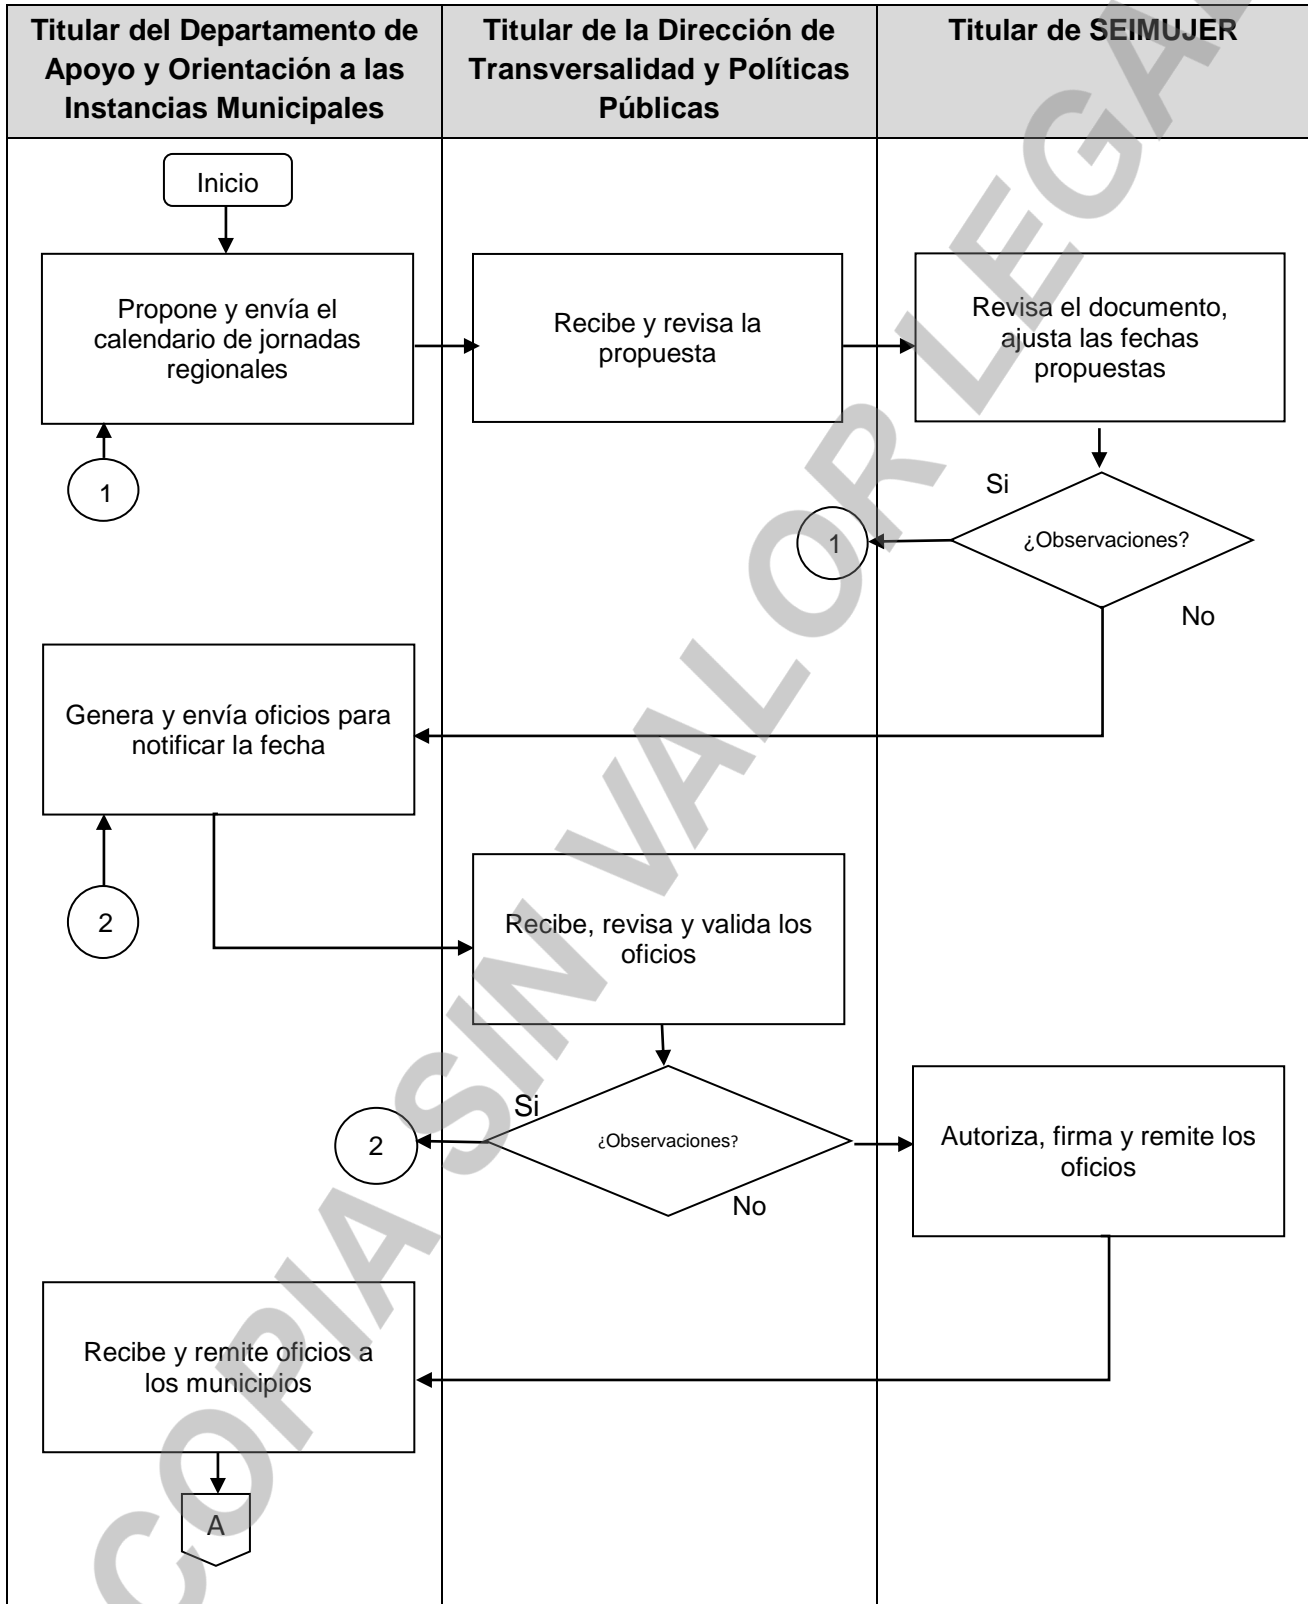 Titular del Departamento de
Apoyo y Orientación a las
Instancias Municipales
Titular de la Dirección de
Transversalidad y Políticas
Públicas
Titular de SEIMUJER
Inicio
Propone y envía el
calendario de jornadas
regionales
Recibe y revisa la
propuesta
Revisa el documento,
ajusta las fechas
propuestas
1
Si
1
¿Observaciones?
No
Genera y envía oficios para
notificar la fecha
2
Recibe, revisa y valida los
oficios
Si
2
¿Observaciones?
No
Autoriza, firma y remite los
oficios
Recibe y remite oficios a
los municipios
A
COPIA SIN VALOR LEGAL